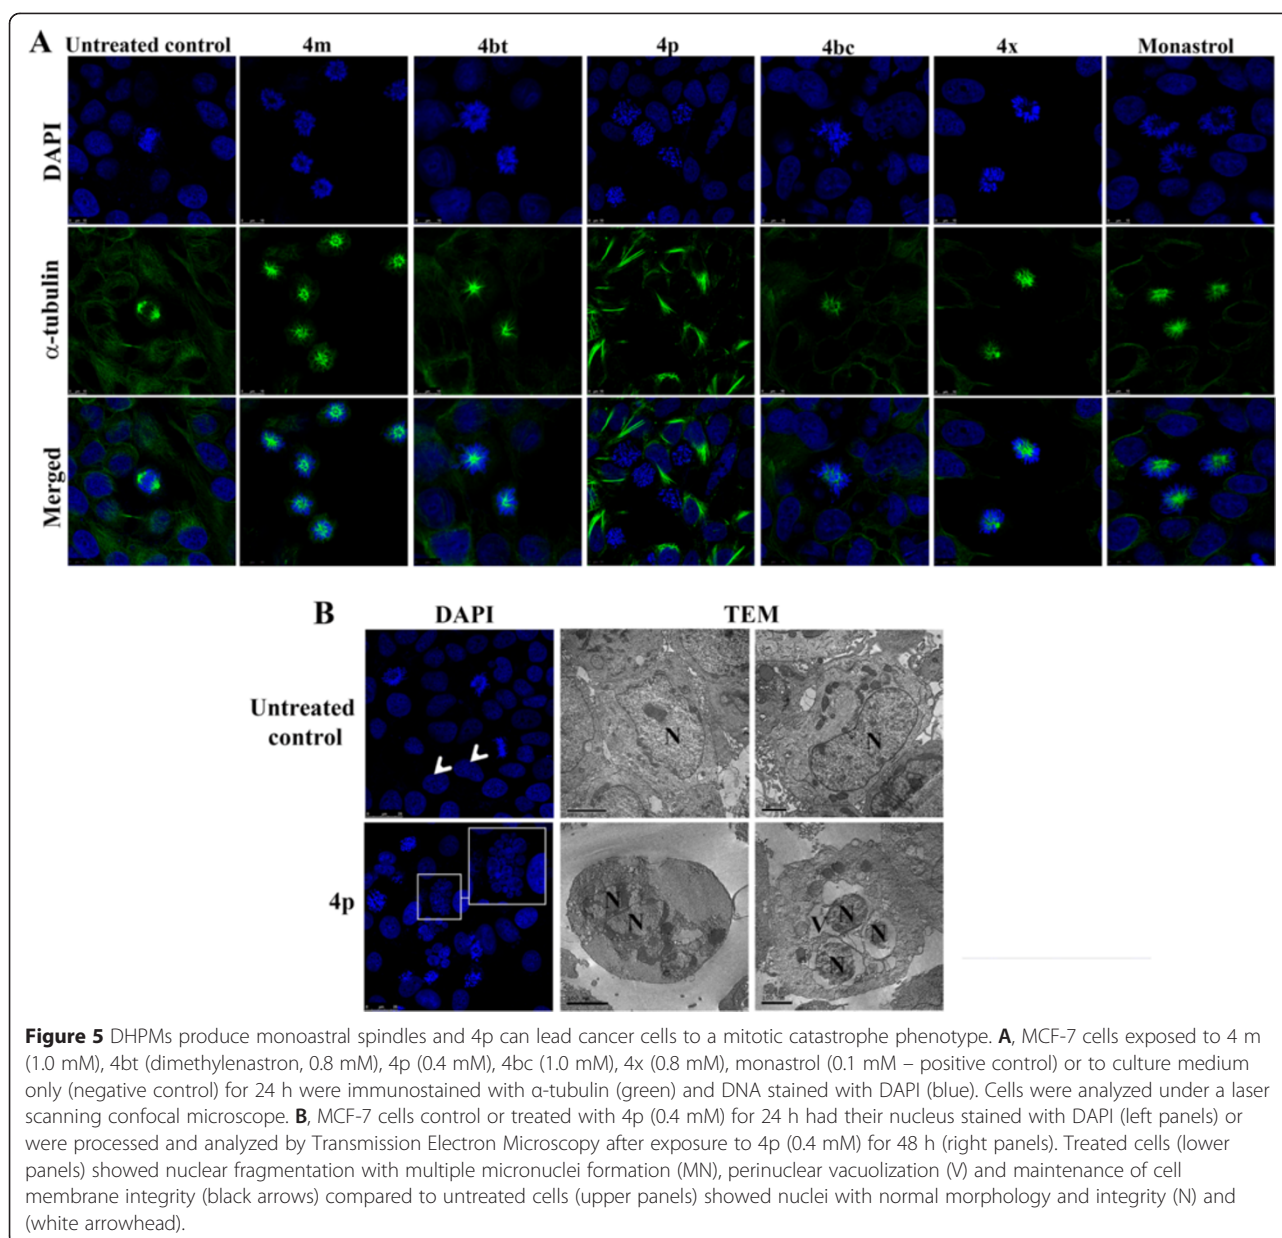 A
Untreated control 4m 4bt 4p 4bc 4x Monastrol
DAPI
α-tubulin
Merged
B
DAPI TEM
Untreated
control
N N
4p
N N
V N N N
Figure 5 DHPMs produce monoastral spindles and 4p can lead cancer cells to a mitotic catastrophe phenotype. A, MCF-7 cells exposed to 4 m
(1.0 mM), 4bt (dimethylenastron, 0.8 mM), 4p (0.4 mM), 4bc (1.0 mM), 4x (0.8 mM), monastrol (0.1 mM – positive control) or to culture medium
only (negative control) for 24 h were immunostained with α-tubulin (green) and DNA stained with DAPI (blue). Cells were analyzed under a laser
scanning confocal microscope. B, MCF-7 cells control or treated with 4p (0.4 mM) for 24 h had their nucleus stained with DAPI (left panels) or
were processed and analyzed by Transmission Electron Microscopy after exposure to 4p (0.4 mM) for 48 h (right panels). Treated cells (lower
panels) showed nuclear fragmentation with multiple micronuclei formation (MN), perinuclear vacuolization (V) and maintenance of cell
membrane integrity (black arrows) compared to untreated cells (upper panels) showed nuclei with normal morphology and integrity (N) and
(white arrowhead).